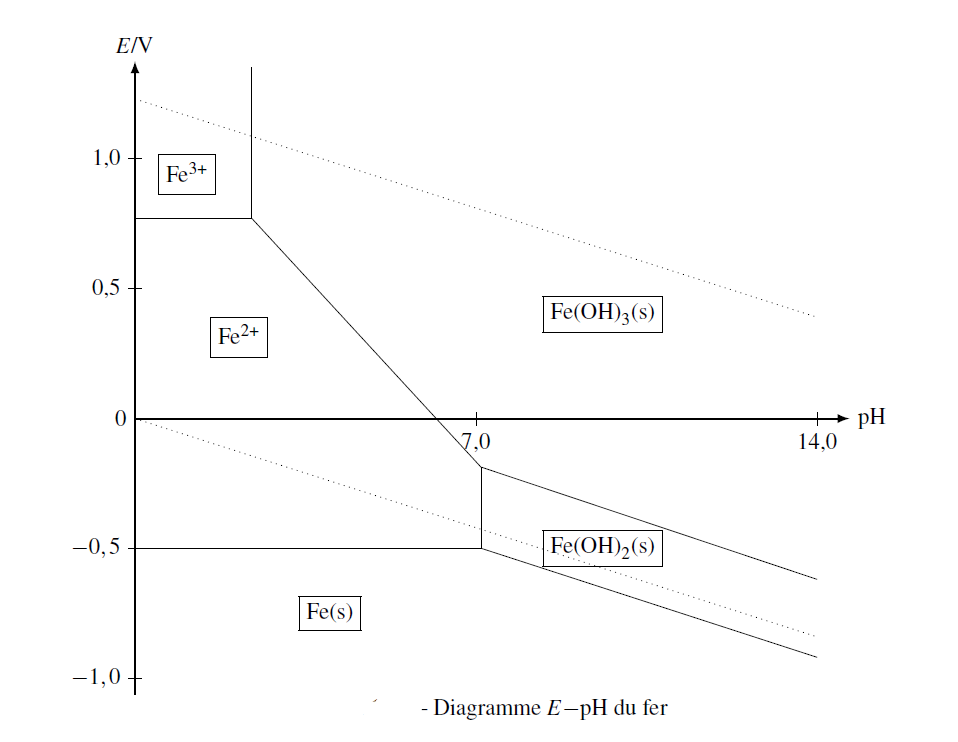 E/V
1,0
Fe³⁺
0,5
Fe(OH)₃(s)
Fe²⁺
0
pH
7,0
14,0
−0,5
Fe(OH)₂(s)
Fe(s)
−1,0
- Diagramme E−pH du fer